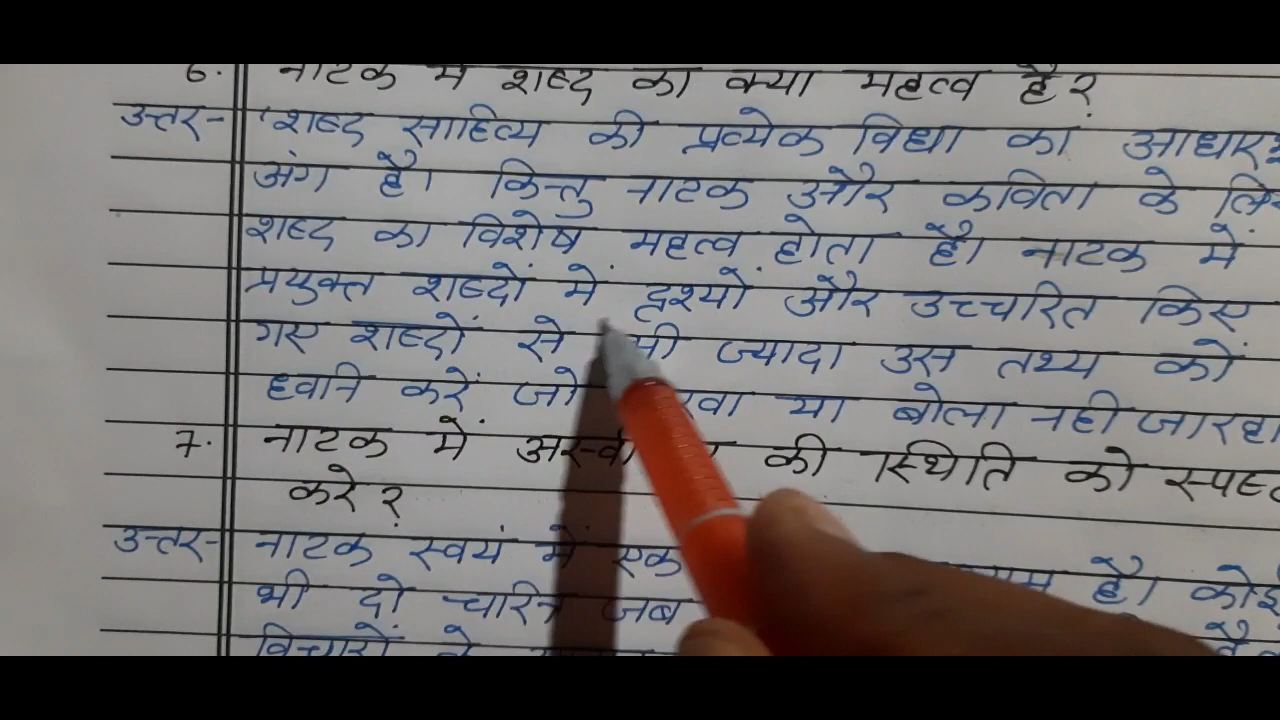 6. नाटक में शब्द का क्या महत्व है?
उत्तर- 'शब्द साहित्य की प्रत्येक विधा का आधार
अंग है। किन्तु नाटक और कविता के
शब्द का विशेष महत्व होता है। नाटक में
प्रयुक्त शब्दों में दृश्यों और उच्चरित किए
गए शब्दों से भी ज्यादा उस तथ्य को
ध्वनि करें जो या बोला नही जा रहा
7. नाटक में की स्थिति को
करे?
उत्तर- नाटक स्वयं में एक है। कोई
भी दो चरित्र जब